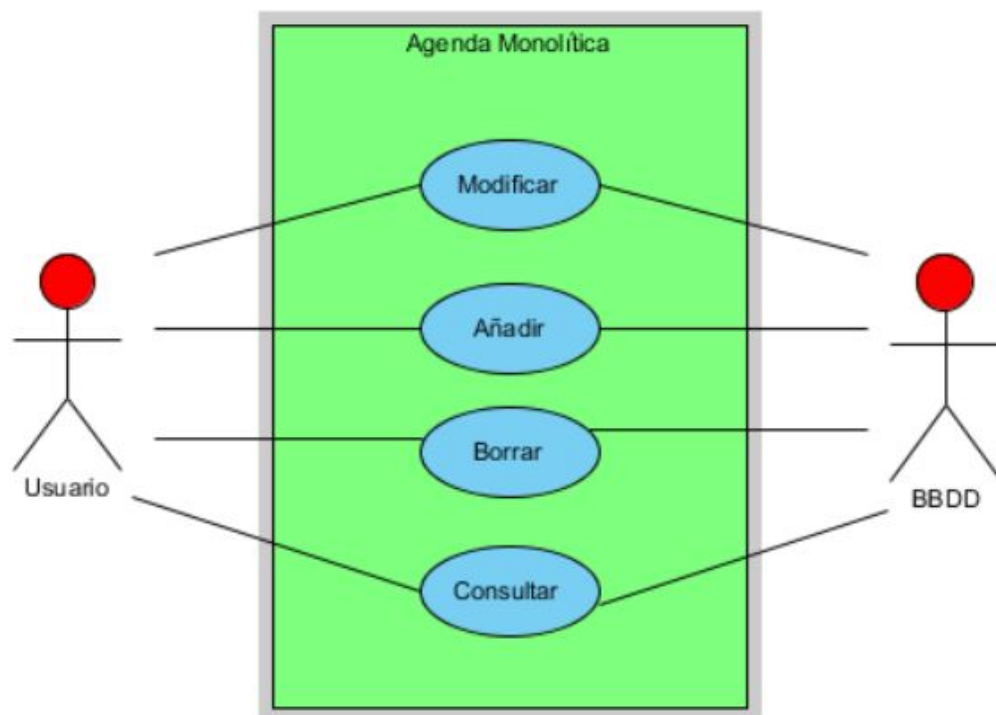 Agenda Monolítica
Modificar
Añadir
Borrar
Usuario
BBDD
Consultar